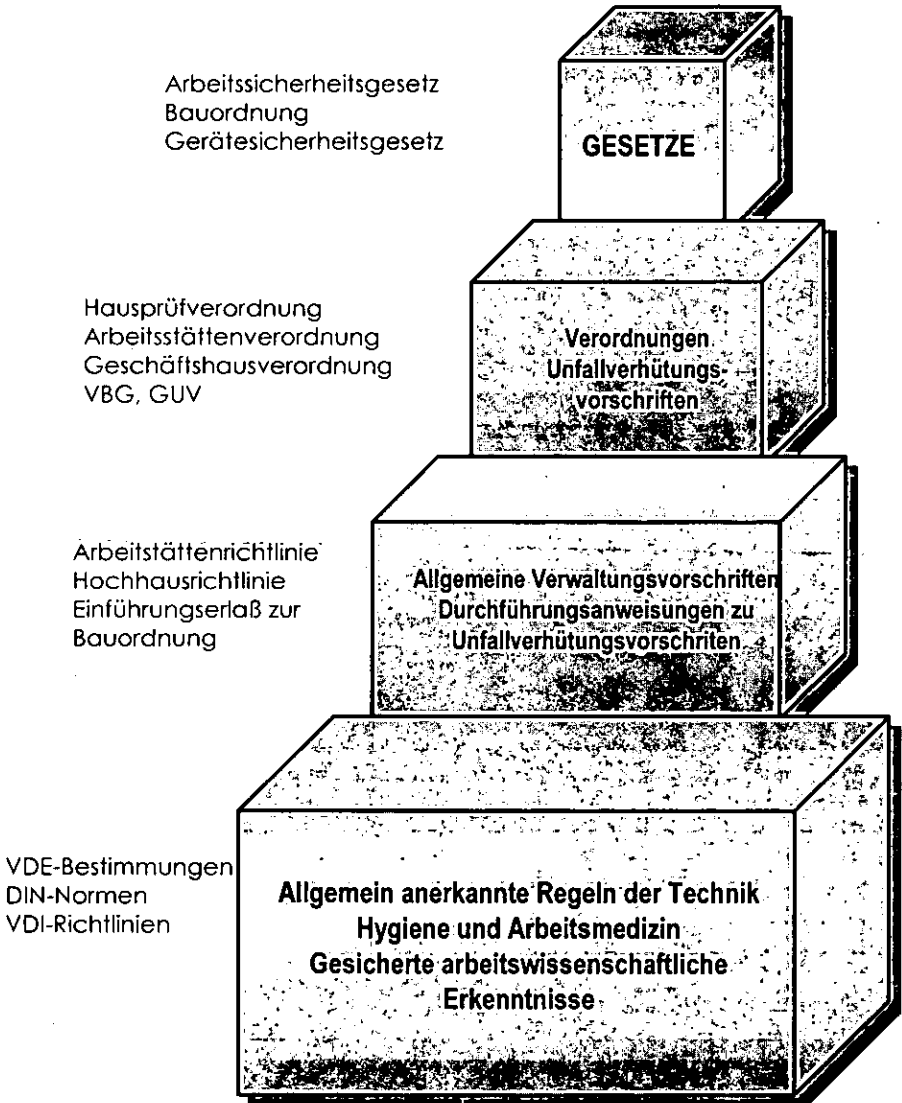 Arbeitssicherheitsgesetz
Bauordnung
Gerätesicherheitsgesetz
GESETZE
Hausprüfverordnung
Arbeitsstättenverordnung
Geschäftshausverordnung
VBG, GUV
Verordnungen
Unfallverhütungs-
vorschriften
Arbeitstättenrichtlinie
Hochhausrichtlinie
Einführungserlaß zur
Bauordnung
Allgemeine Verwaltungsvorschriften
Durchführungsanweisungen zu
Unfallverhütungsvorschriten
VDE-Bestimmungen
DIN-Normen
VDI-Richtlinien
Allgemein anerkannte Regeln der Technik
Hygiene und Arbeitsmedizin
Gesicherte arbeitswissenschaftliche
Erkenntnisse